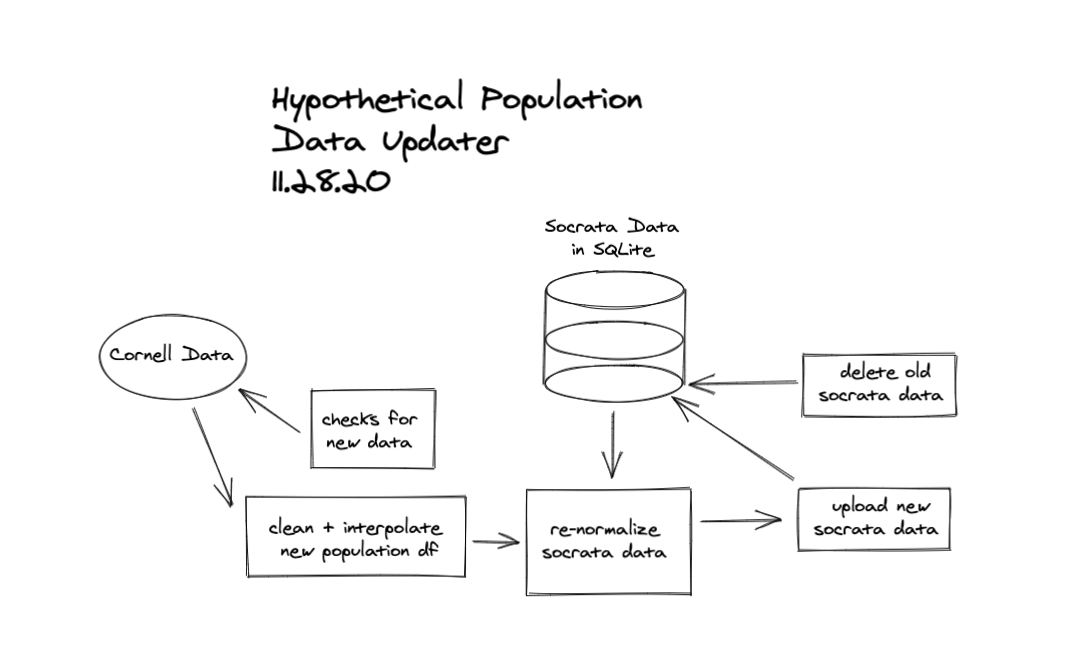 Hypothetical Population
Data Updater
11.28.20
Socrata Data
in SQLite
Cornell Data
checks for
new data
delete old
socrata data
clean + interpolate
new population df
re-normalize
socrata data
upload new
socrata data